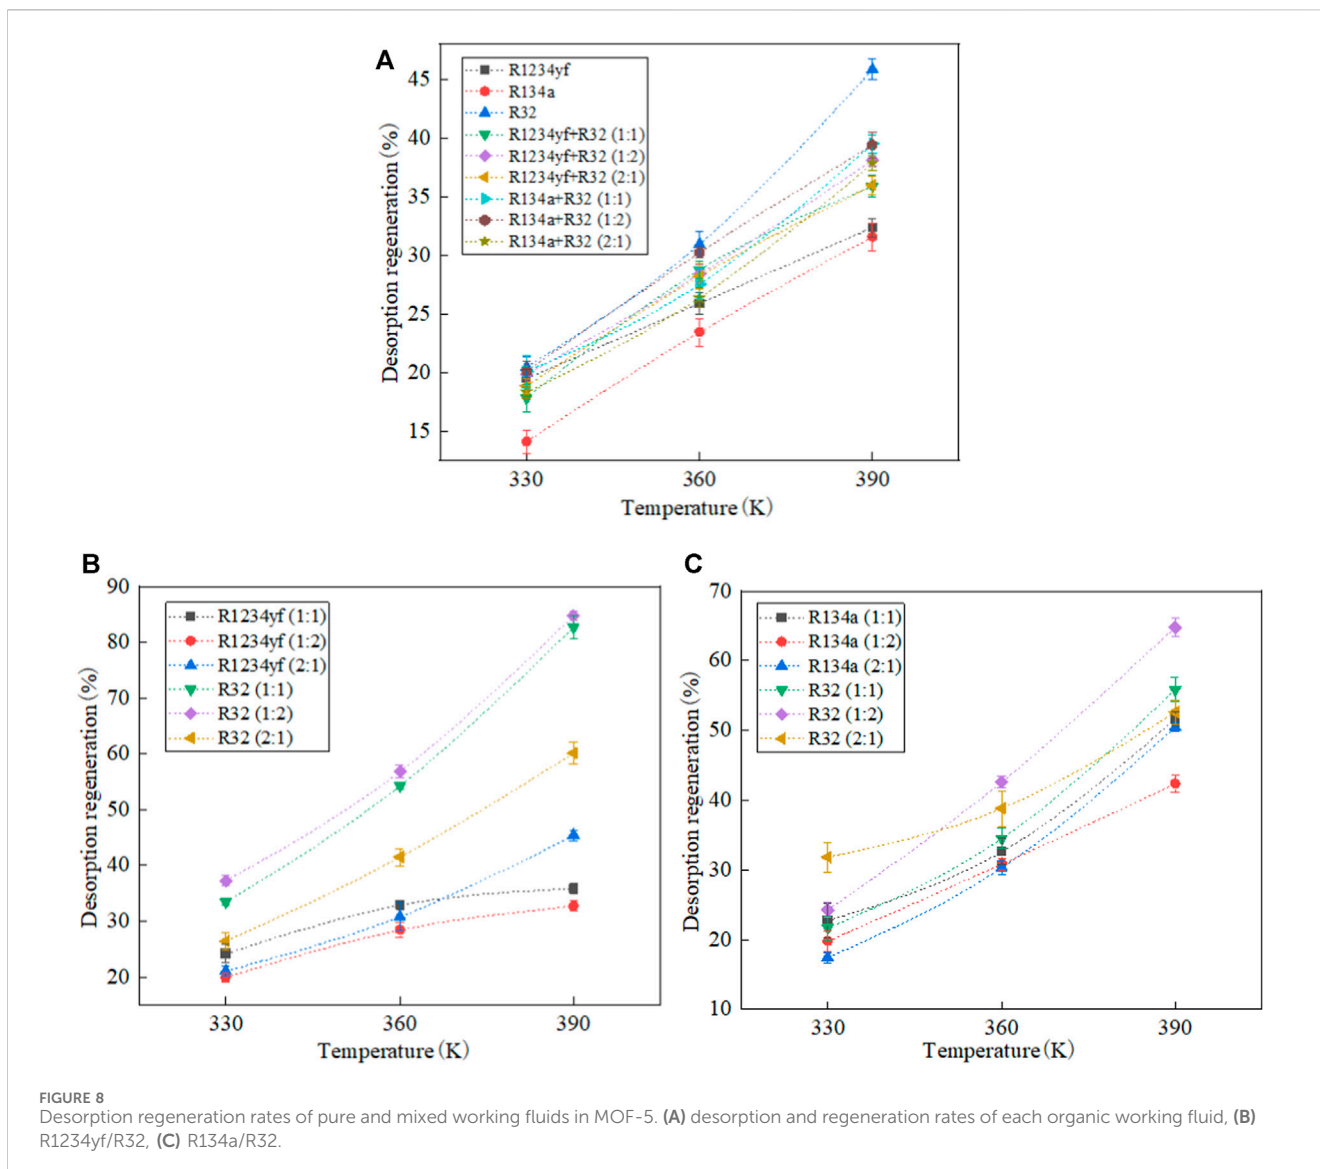 A
45
40
35
30
25
20
15
Desorption regeneration (%)
R1234yf
R134a
R32
R1234yf+R32 (1:1)
R1234yf+R32 (1:2)
R1234yf+R32 (2:1)
R134a+R32 (1:1)
R134a+R32 (1:2)
R134a+R32 (2:1)
330 360 390
Temperature (K)
B
90
80
70
60
50
40
30
20
Desorption regeneration (%)
R1234yf (1:1)
R1234yf (1:2)
R1234yf (2:1)
R32 (1:1)
R32 (1:2)
R32 (2:1)
330 360 390
Temperature (K)
C
70
60
50
40
30
20
10
Desorption regeneration (%)
R134a (1:1)
R134a (1:2)
R134a (2:1)
R32 (1:1)
R32 (1:2)
R32 (2:1)
330 360 390
Temperature (K)
FIGURE 8
Desorption regeneration rates of pure and mixed working fluids in MOF-5. (A) desorption and regeneration rates of each organic working fluid, (B)
R1234yf/R32, (C) R134a/R32.